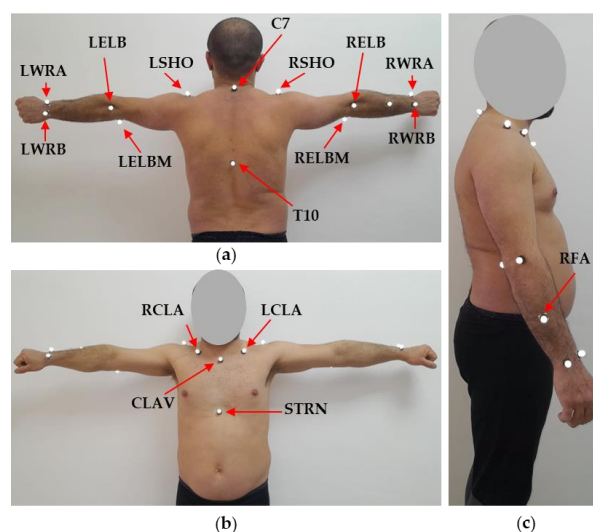 C7
LELB
RELB
LWRA
LSHO
RSHO
RWRA
LWRB
RWRB
LELBM
RELBM
T10
(a)
RFA
RCLA
LCLA
CLAV
STRN
(b)
(c)